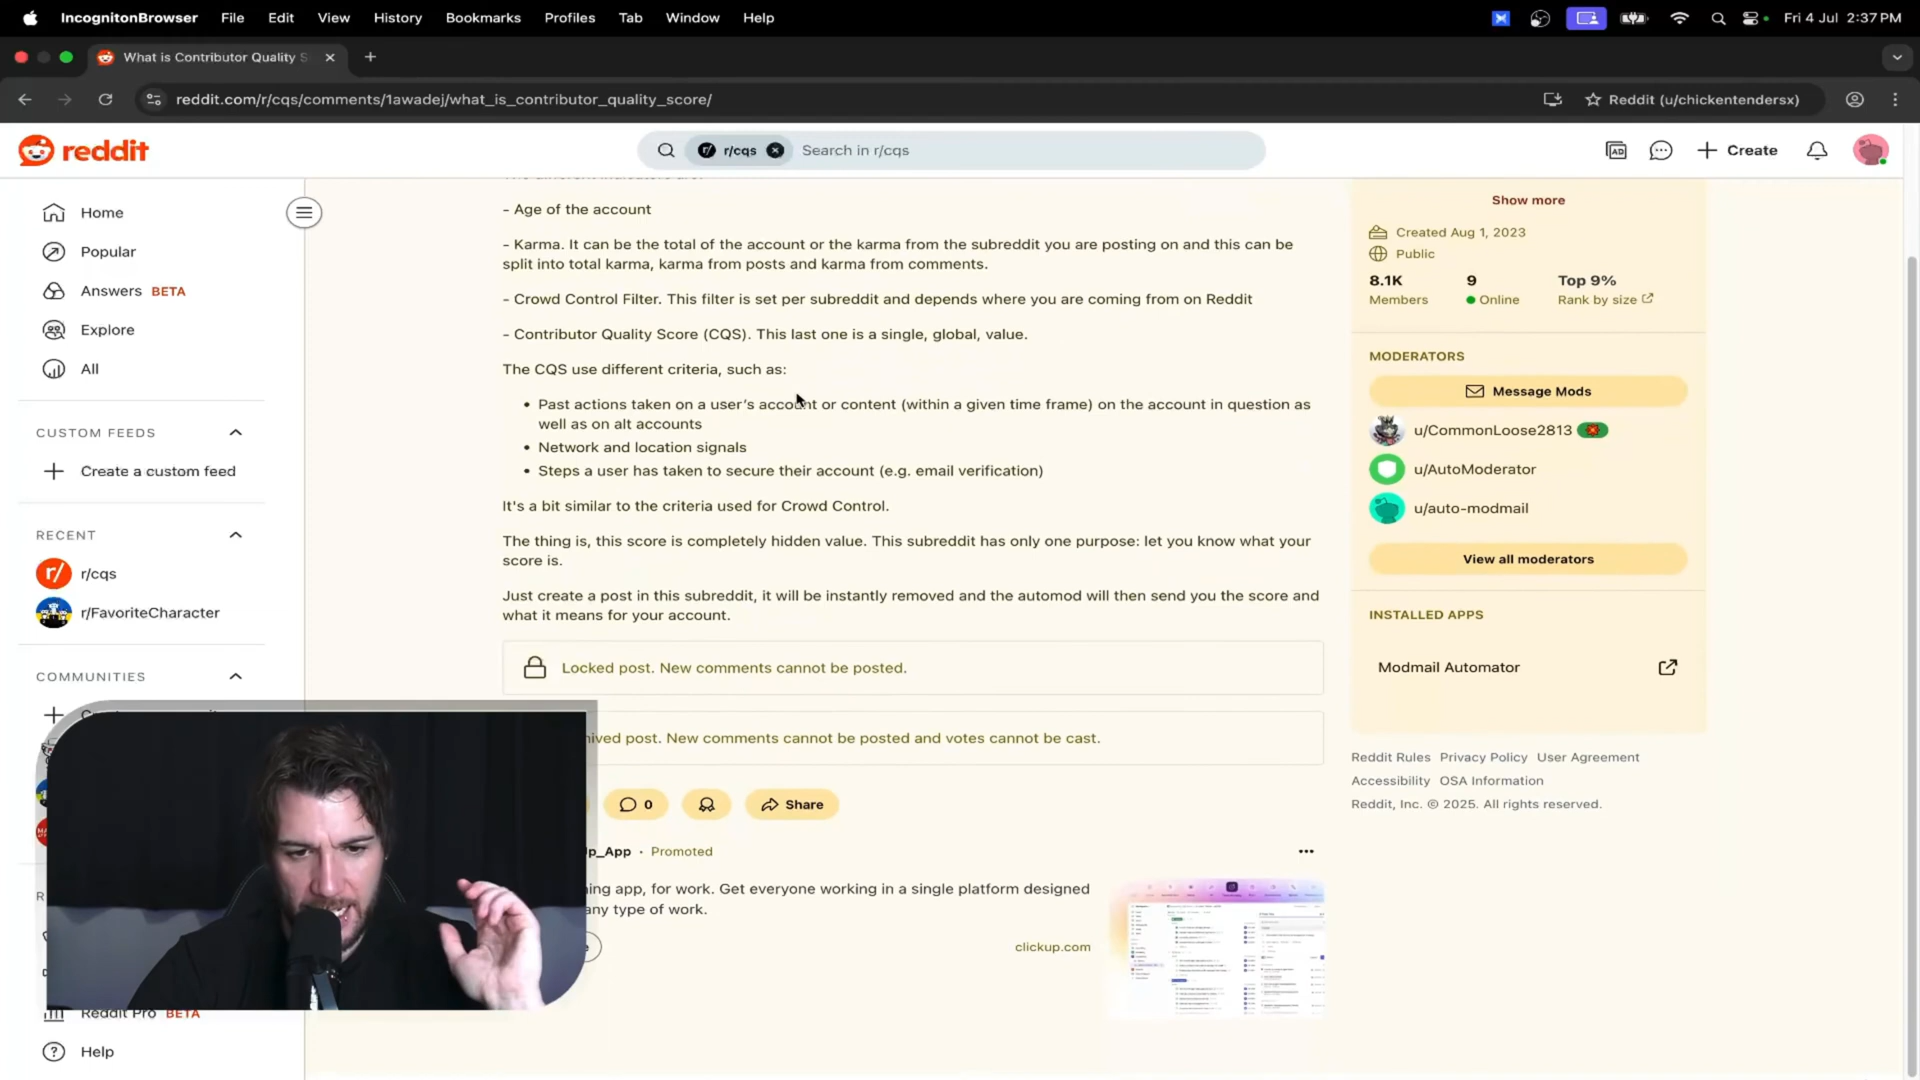 IncognitonBrowser File Edit View History Bookmarks Profiles Tab Window Help Fri 4 Jul 2:37 PM
What is Contributor Quality S
reddit.com/r/cqs/comments/1awadej/what_is_contributor_quality_score/ Reddit (u/chickentendersx)
reddit r/cqs Search in r/cqs AD Create
Home
Popular
Answers BETA
Explore
All
CUSTOM FEEDS
Create a custom feed
RECENT
r/ r/cqs
r/FavoriteCharacter
COMMUNITIES
Reddit Pro BETA
Help
- Age of the account
- Karma. It can be the total of the account or the karma from the subreddit you are posting on and this can be
split into total karma, karma from posts and karma from comments.
- Crowd Control Filter. This filter is set per subreddit and depends where you are coming from on Reddit
- Contributor Quality Score (CQS). This last one is a single, global, value.
The CQS use different criteria, such as:
• Past actions taken on a user's account or content (within a given time frame) on the account in question as
well as on alt accounts
• Network and location signals
• Steps a user has taken to secure their account (e.g. email verification)
It's a bit similar to the criteria used for Crowd Control.
The thing is, this score is completely hidden value. This subreddit has only one purpose: let you know what your
score is.
Just create a post in this subreddit, it will be instantly removed and the automod will then send you the score and
what it means for your account.
Locked post. New comments cannot be posted.
ived post. New comments cannot be posted and votes cannot be cast.
0 Share
p_App • Promoted
ing app, for work. Get everyone working in a single platform designed
any type of work.
clickup.com
Show more
Created Aug 1, 2023
Public
8.1K 9 Top 9%
Members Online Rank by size
MODERATORS
Message Mods
u/CommonLoose2813
u/AutoModerator
u/auto-modmail
View all moderators
INSTALLED APPS
Modmail Automator
Reddit Rules Privacy Policy User Agreement
Accessibility OSA Information
Reddit, Inc. © 2025. All rights reserved.